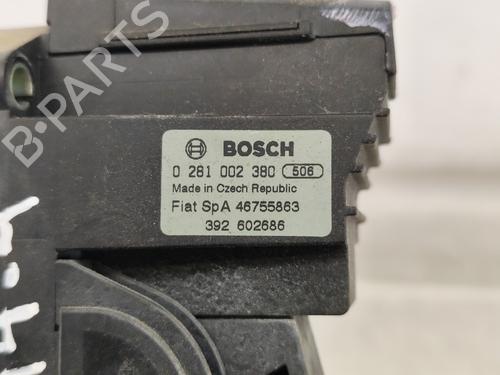 B-PARTS
BOSCH
0 281 002 380 506
Made in Czech Republic
Fiat SpA 46755863
392 602686